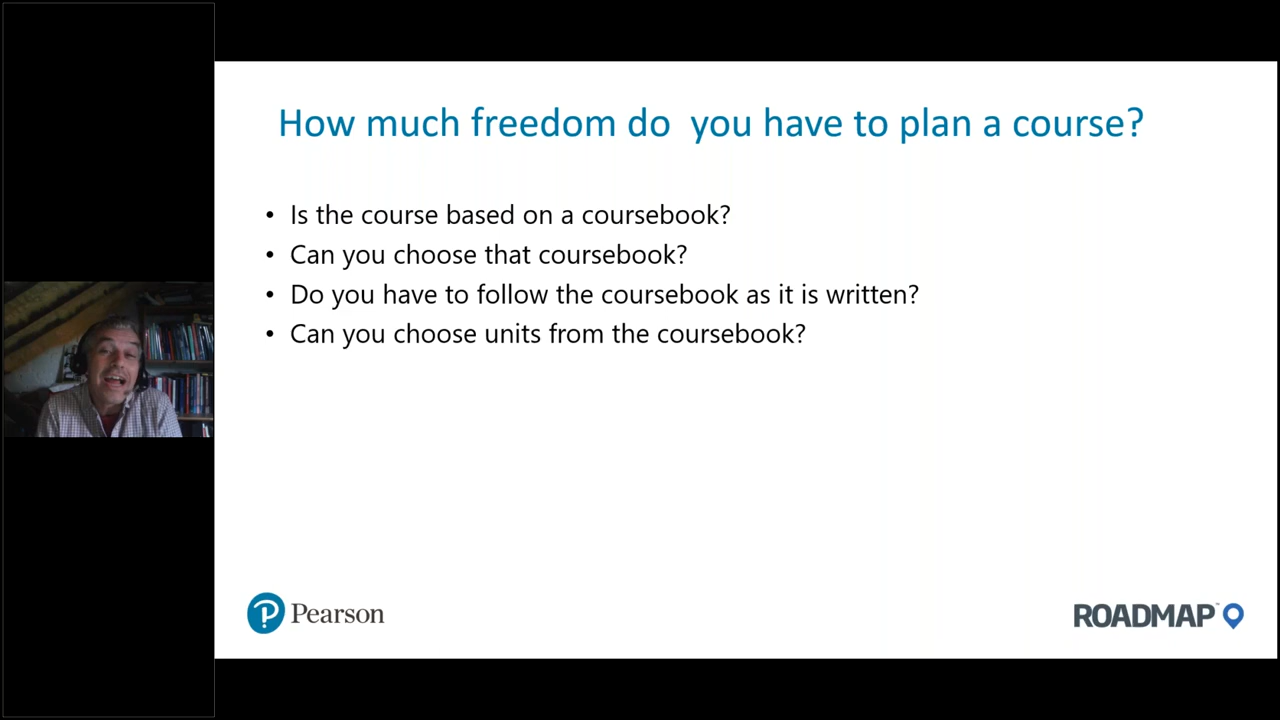 How much freedom do  you have to plan a course?
• Is the course based on a coursebook?
• Can you choose that coursebook?
• Do you have to follow the coursebook as it is written?
• Can you choose units from the coursebook?
Pearson
ROADMAP™